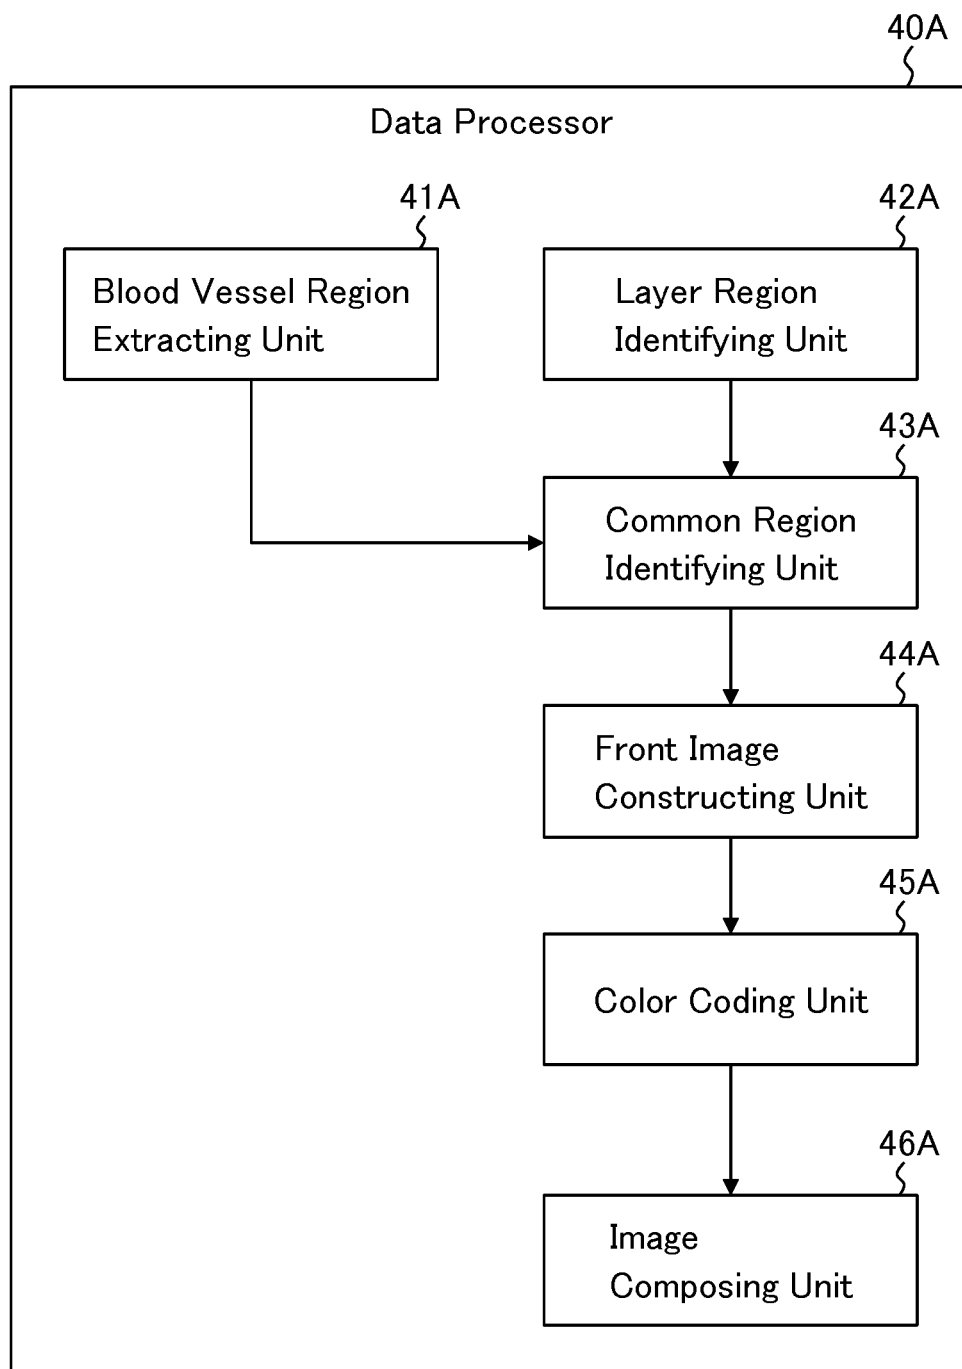 40A
Data Processor
41A
Blood Vessel Region
Extracting Unit
42A
Layer Region
Identifying Unit
43A
Common Region
Identifying Unit
44A
Front Image
Constructing Unit
45A
Color Coding Unit
46A
Image
Composing Unit